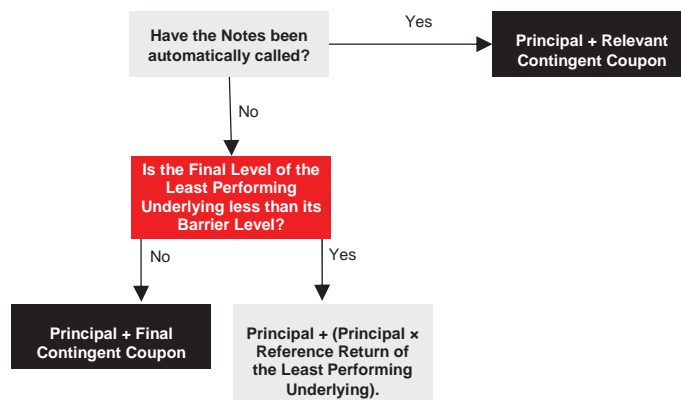 Have the Notes been
automatically called?
Yes
Principal + Relevant
Contingent Coupon
No
Is the Final Level of the
Least Performing
Underlying less than its
Barrier Level?
No
Yes
Principal + Final
Contingent Coupon
Principal + (Principal ×
Reference Return of
the Least Performing
Underlying).